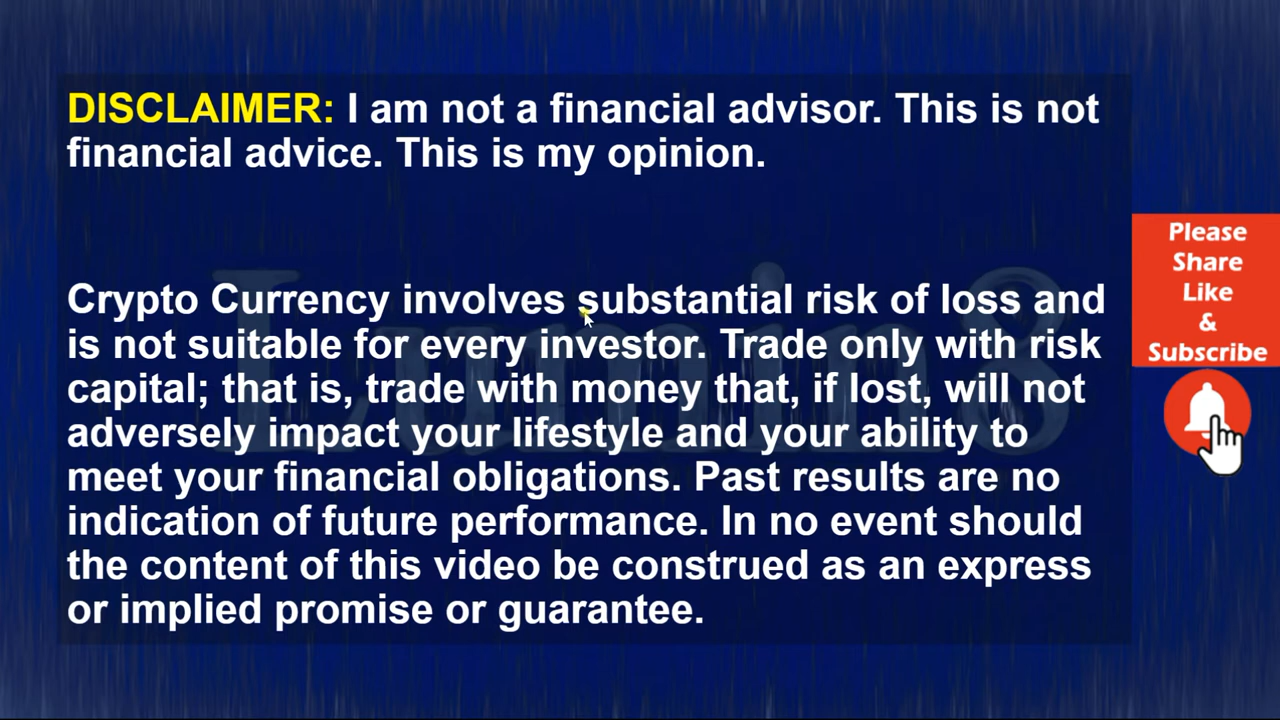 DISCLAIMER: I am not a financial advisor. This is not
financial advice. This is my opinion.
Crypto Currency involves substantial risk of loss and
is not suitable for every investor. Trade only with risk
capital; that is, trade with money that, if lost, will not
adversely impact your lifestyle and your ability to
meet your financial obligations. Past results are no
indication of future performance. In no event should
the content of this video be construed as an express
or implied promise or guarantee.
Lumin8
Please
Share
Like
&
Subscribe